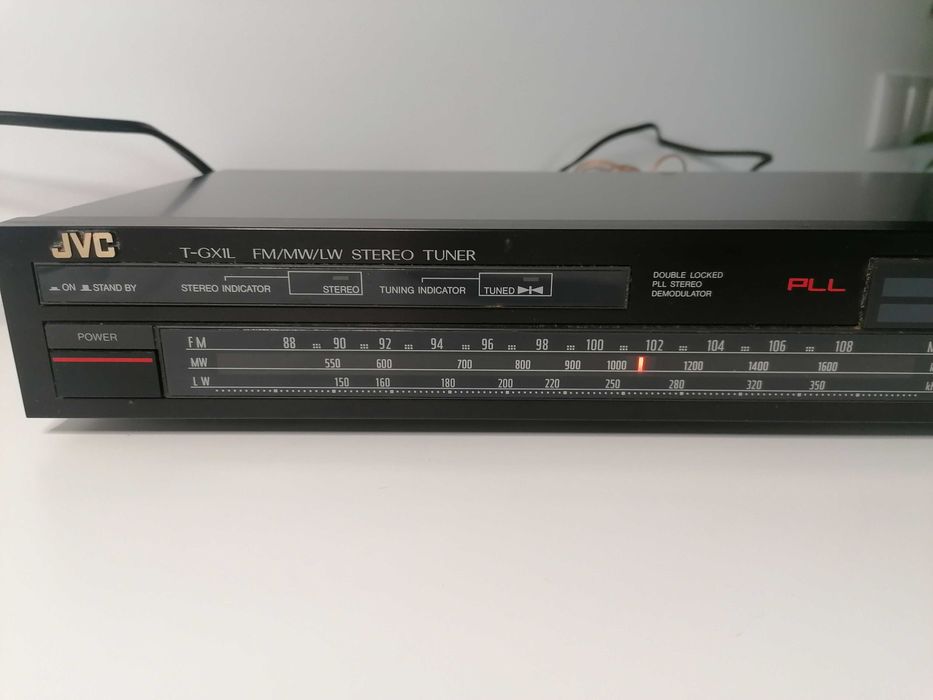 JVC
T-GX1L FM/MW/LW STEREO TUNER
ON STAND BY
STEREO INDICATOR STEREO
TUNING INDICATOR TUNED
DOUBLE LOCKED
PLL STEREO
DEMODULATOR
PLL
POWER
FM 88 90 92 94 96 98 100 102 104 106 108 M
MW 550 600 700 800 900 1000 1200 1400 1600
LW 150 160 180 200 220 250 280 320 350 kH